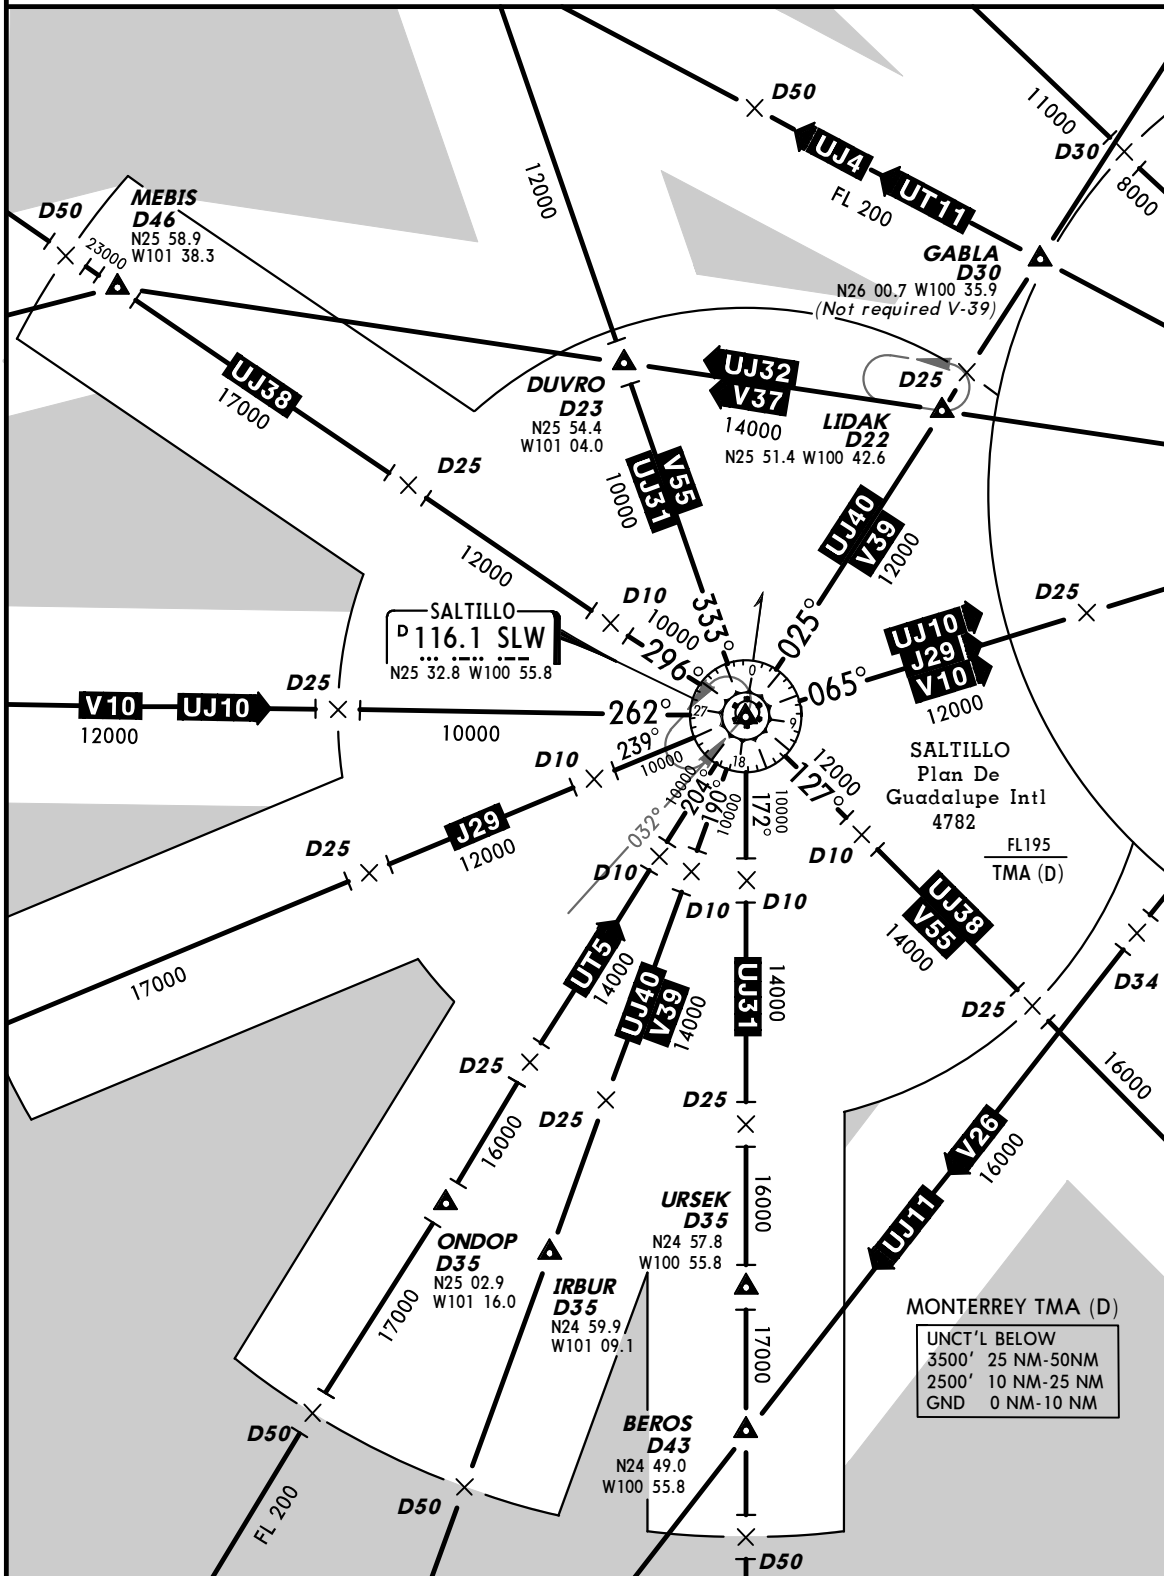 D50
11000
D30
12000
UJ4
UT11
FL 200
8000
MEBIS
D46
N25 58.9
W101 38.3
D50
23000
GABLA
D30
N26 00.7 W100 35.9
(Not required V-39)
UJ38
17000
DUVRO
D23
N25 54.4
W101 04.0
UJ32
V37
14000
D25
LIDAK
D22
N25 51.4 W100 42.6
D25
V55
UJ31
10000
UJ40
V39
12000
12000
D10
10000
333°
025°
296°
SALTILLO
D 116.1 SLW
N25 32.8 W100 55.8
D25
UJ10
J29
V10
12000
065°
D25
V10
UJ10
12000
10000
262°
0
27
9
18
239°
10000
D10
SALTILLO
Plan De
Guadalupe Intl
4782
FL195
TMA (D)
12000
127°
D10
10000
204°
190°
10000
10000
172°
032°
J29
12000
D25
D10
D10
D10
UJ38
V55
14000
17000
UT5
14000
UJ40
V39
14000
UJ31
14000
D34
D25
D25
D25
D25
16000
16000
V26
16000
UJ11
ONDOP
D35
N25 02.9
W101 16.0
URSEK
D35
N24 57.8
W100 55.8
16000
IRBUR
D35
N24 59.9
W101 09.1
17000
17000
MONTERREY TMA (D)
UNCT'L BELOW
3500' 25 NM-50NM
2500' 10 NM-25 NM
GND 0 NM-10 NM
BEROS
D43
N24 49.0
W100 55.8
D50
D50
FL 200
D50